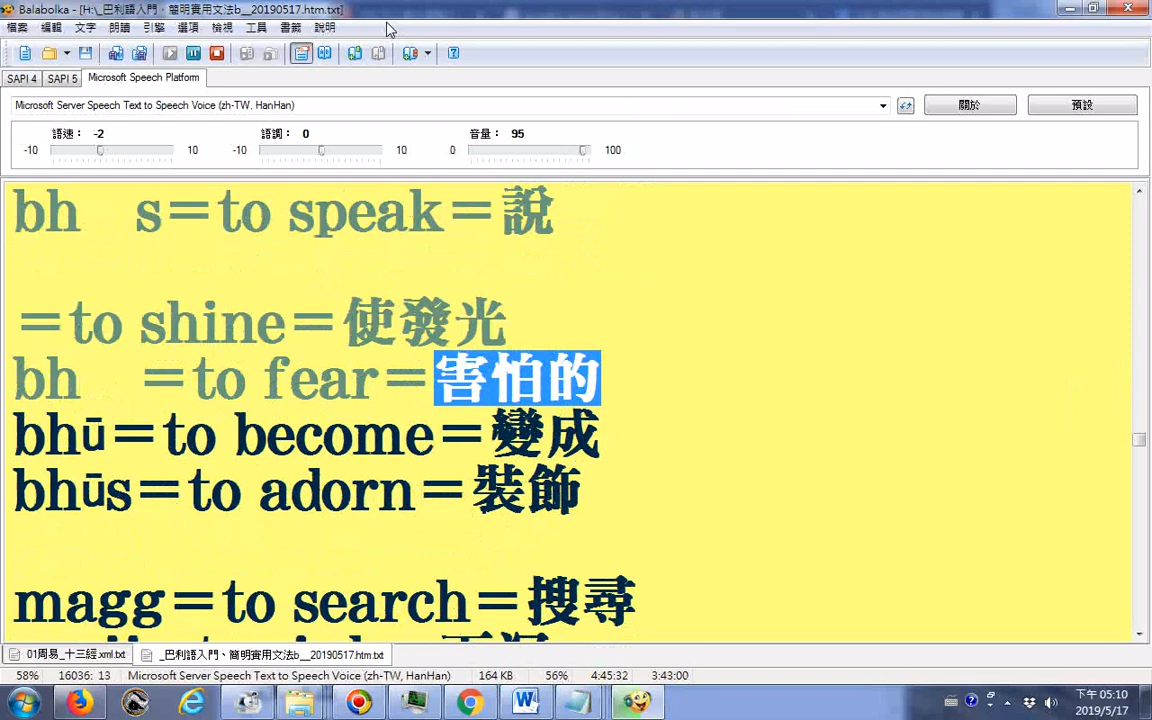 Balabolka - [H:\_巴利語入門、簡明實用文法b__20190517.htm.txt]
檔案 編輯 文字 朗讀 引擎 選項 檢視 工具 書籤 說明
SAPI 4 SAPI 5 Microsoft Speech Platform
Microsoft Server Speech Text to Speech Voice (zh-TW, HanHan) 關於 預設
語速： -2 語調： 0 音量： 95
-10 10 -10 10 0 100
bh s＝to speak＝說
＝to shine＝使發光
bh ＝to fear＝害怕的
bhū＝to become＝變成
bhūs＝to adorn＝裝飾
magg＝to search＝搜尋
01周易_十三經.xml.txt _巴利語入門、簡明實用文法b__20190517.htm.txt
58% 16036: 13 Microsoft Server Speech Text to Speech Voice (zh-TW, HanHan) 164 KB 56% 4:45:32 3:43:00
下午 05:10
2019/5/17